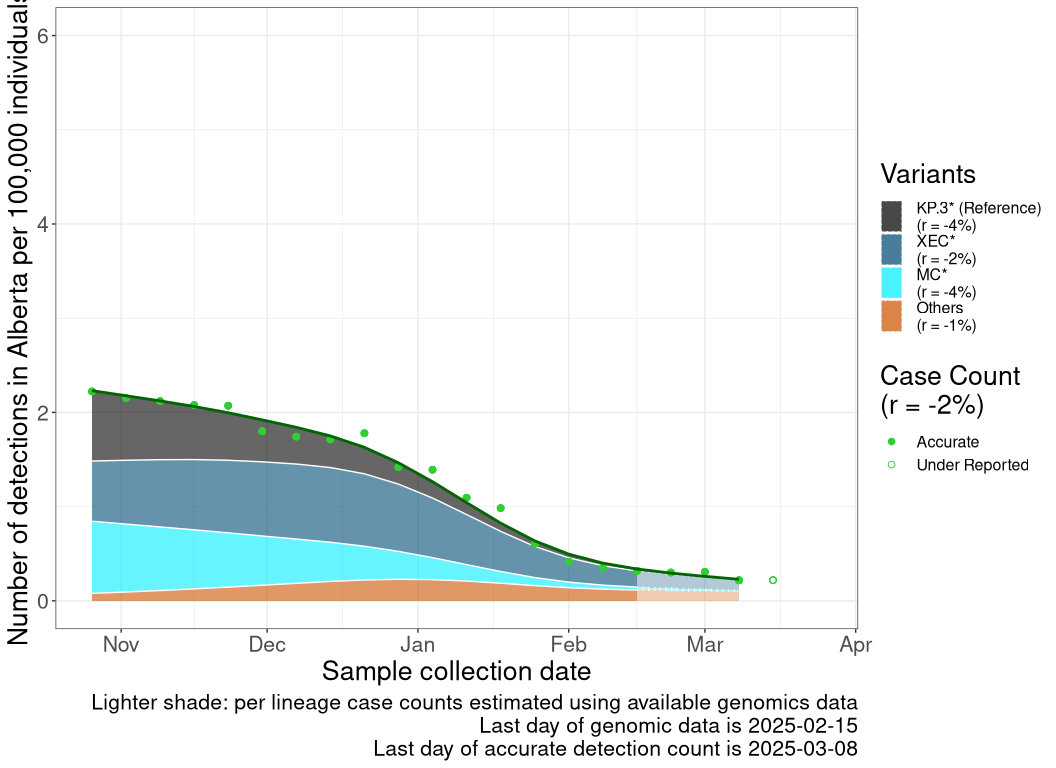 Number of detections in Alberta per 100,000 individuals
6
4
2
0
Nov Dec Jan Feb Mar Apr
Sample collection date
Lighter shade: per lineage case counts estimated using available genomics data
Last day of genomic data is 2025-02-15
Last day of accurate detection count is 2025-03-08
Variants
KP.3* (Reference)
(r = -4%)
XEC*
(r = -2%)
MC*
(r = -4%)
Others
(r = -1%)
Case Count
(r = -2%)
Accurate
Under Reported